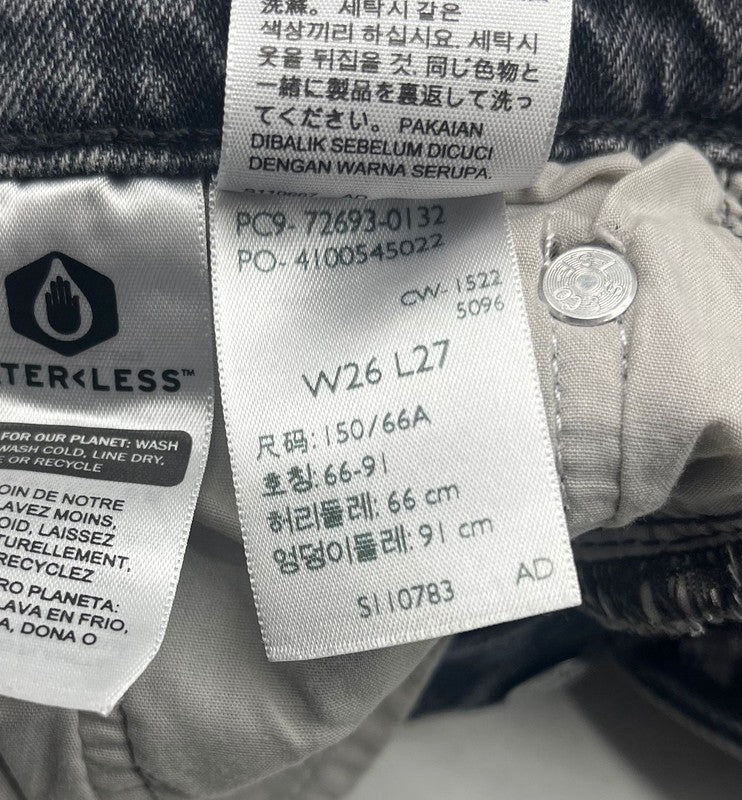 洗滌。 세탁시 같은
색상끼리 하십시요. 세탁시
옷을 뒤집을 것. 同じ色物と
一緒に製品を裏返して洗っ
てください。 PAKAIAN
DIBALIK SEBELUM DICUCI
DENGAN WARNA SERUPA.
PC9- 72693-0132
PO- 4100545022
CW- 1522
5096
W26 L27
尺码: 150/66A
호칭: 66-91
허리둘레: 66 cm
엉덩이둘레: 91 cm
S110783 AD
TER<LESS™
FOR OUR PLANET: WASH
WASH COLD, LINE DRY,
OR RECYCLE
OIN DE NOTRE
LAVEZ MOINS,
OID, LAISSEZ
TURELLEMENT,
RECYCLEZ
RO PLANETA:
LAVA EN FRIO,
A, DONA O